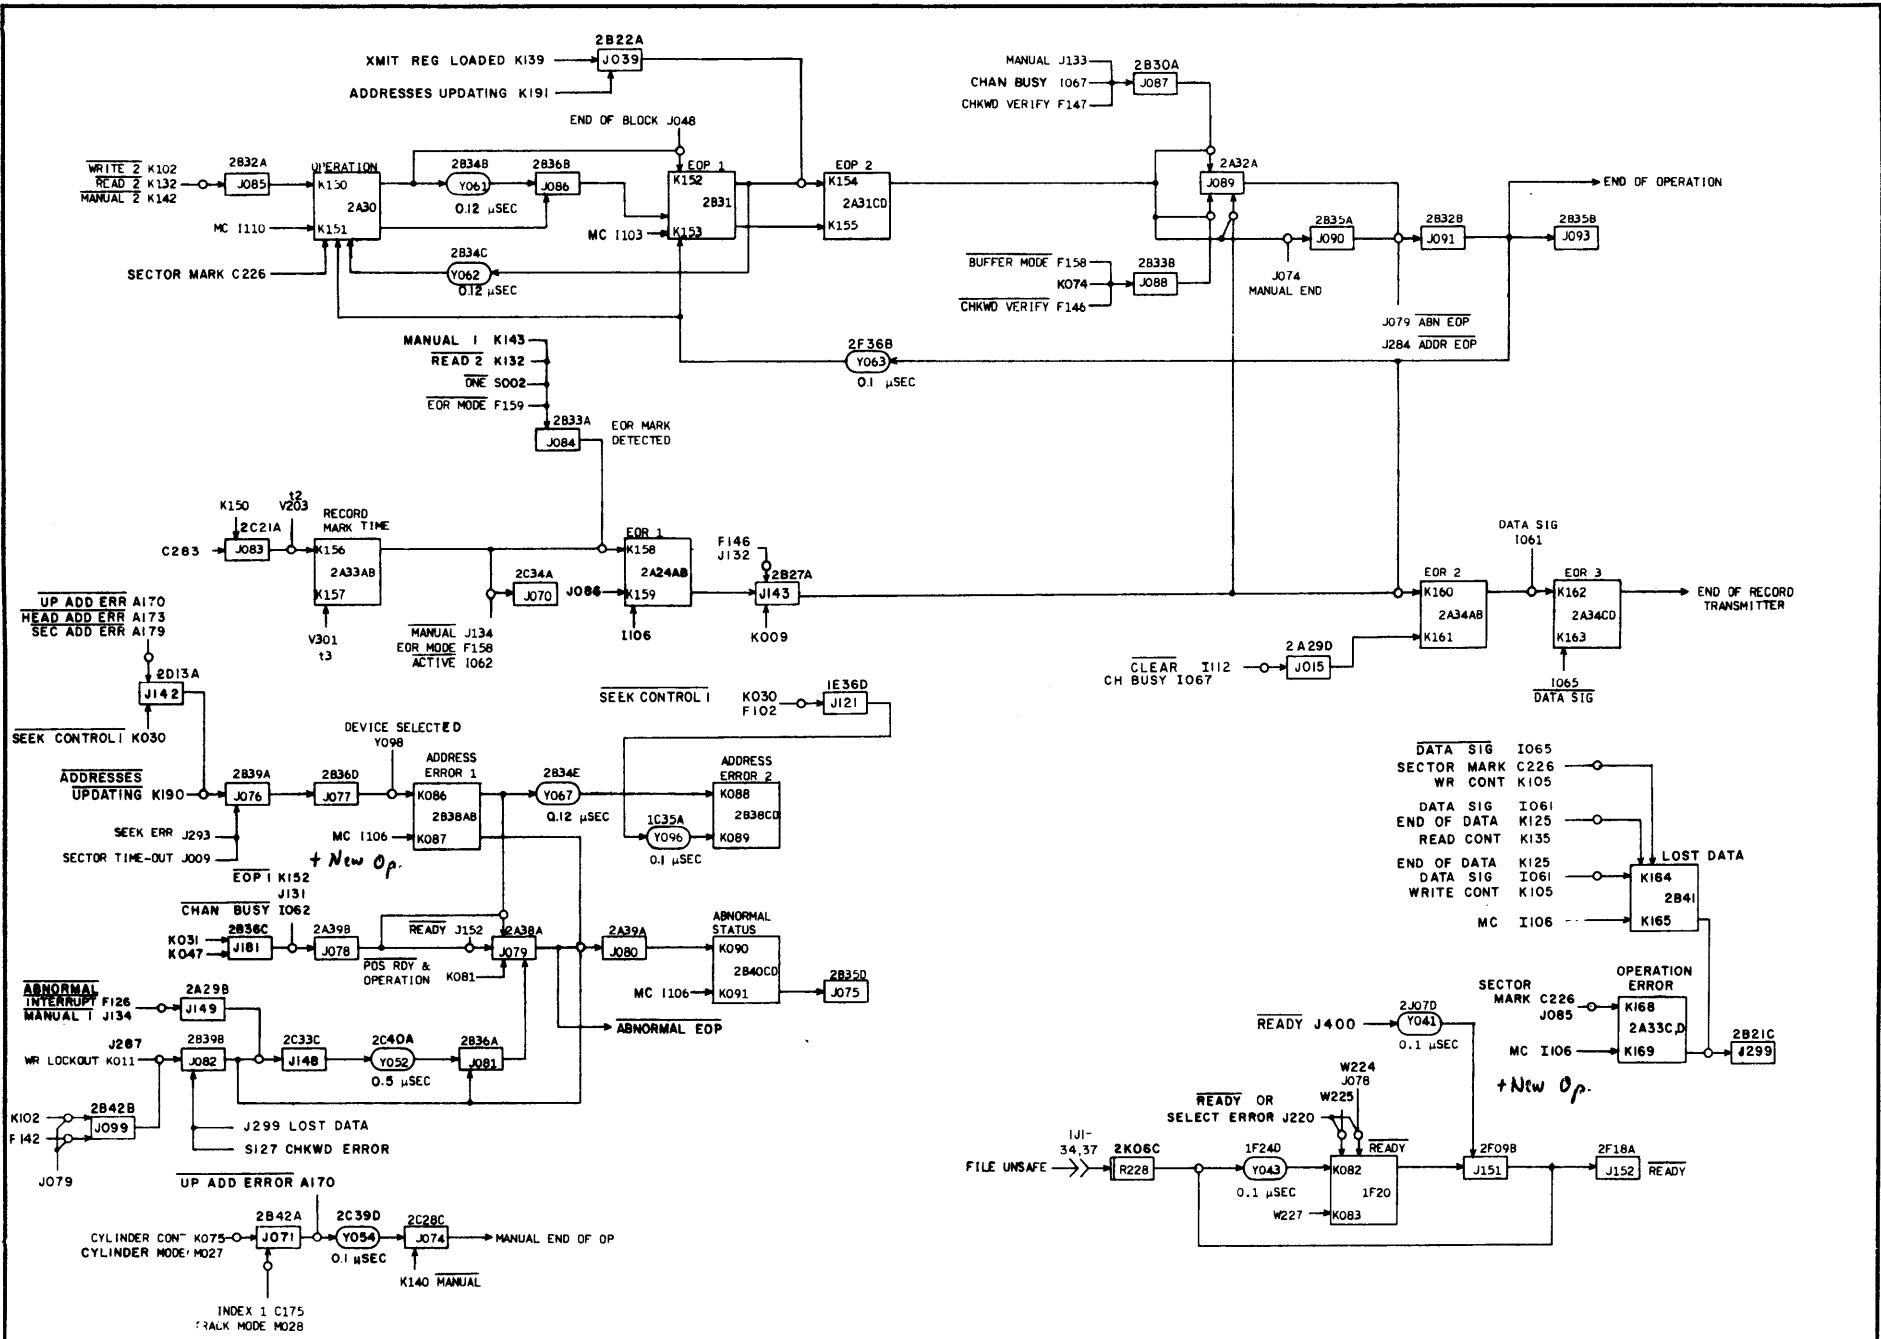 2B22A
XMIT REG LOADED K139
J039
ADDRESSES UPDATING K191
MANUAL J133
CHAN BUSY I067
CHKWD VERIFY F147
2B30A
J087
END OF BLOCK J048
WRITE 2 K102
READ 2 K132
MANUAL 2 K142
2B32A
J085
OPERATION
K150
2A30
K151
2B34B
Y061
0.12 µSEC
2B36B
J086
EOP 1
K152
2B31
K153
EOP 2
K154
2A31CD
K155
2A32A
J089
END OF OPERATION
MC I110
MC I103
2B35A
J090
2B32B
J091
2B35B
J093
SECTOR MARK C226
2B34C
Y062
0.12 µSEC
BUFFER MODE F158
K074
CHKWD VERIFY F146
2B33B
J088
J074
MANUAL END
J079 ABN EOP
J284 ADDR EOP
MANUAL 1 K143
READ 2 K132
ONE S002
EOR MODE F159
2F36B
Y063
0.1 µSEC
2B33A
J084
EOR MARK
DETECTED
K150
t2
V203
2C21A
C283
J083
RECORD
MARK TIME
K156
2A33AB
K157
V301
t3
2C34A
J070
MANUAL J134
EOR MODE F158
ACTIVE I062
J086
EOR 1
K158
2A24AB
K159
I106
F146
J132
2B27A
J143
K009
DATA SIG
I061
EOR 2
K160
2A34AB
K161
EOR 3
K162
2A34CD
K163
END OF RECORD
TRANSMITTER
CLEAR I112
CH BUSY I067
2A29D
J015
I065
DATA SIG
UP ADD ERR A170
HEAD ADD ERR A173
SEC ADD ERR A179
2D13A
J142
SEEK CONTROL 1 K030
SEEK CONTROL 1
K030
F102
1E36D
J121
DEVICE SELECTED
Y098
ADDRESSES
UPDATING K190
2B39A
J076
2B36D
J077
ADDRESS
ERROR 1
K086
2B38AB
K087
2B34E
Y067
0.12 µSEC
ADDRESS
ERROR 2
K088
2B38CD
K089
1C35A
Y096
0.1 µSEC
SEEK ERR J293
SECTOR TIME-OUT J009
MC I106
+ New Op.
DATA SIG I065
SECTOR MARK C226
WR CONT K105
DATA SIG I061
END OF DATA K125
READ CONT K135
END OF DATA K125
DATA SIG I061
WRITE CONT K105
MC I106
LOST DATA
K164
2B41
K165
EOP 1 K152
J131
CHAN BUSY I062
K031
K047
2B36C
J181
2A39B
J078
READY J152
POS RDY &
OPERATION
K081
2A38A
J079
2A39A
J080
ABNORMAL
STATUS
K090
2B40CD
K091
MC I106
2B35D
J075
ABNORMAL EOP
ABNORMAL
INTERRUPT F126
MANUAL 1 J134
2A29B
J149
J287
WR LOCKOUT K011
2B39B
J082
2C33C
J148
2C40A
Y052
0.5 µSEC
2B36A
J081
K102
F142
2B42B
J099
J079
J299 LOST DATA
S127 CHKWD ERROR
OPERATION
ERROR
SECTOR
MARK C226
J085
K168
2A33C,D
K169
MC I106
+ New Op.
2B21C
J299
READY J400
2J07D
Y041
0.1 µSEC
W224
J078
W225
READY OR
SELECT ERROR J220
FILE UNSAFE
1J1-
34,37
2K06C
R228
1F24D
Y043
0.1 µSEC
READY
K082
1F20
K083
W227
2F09B
J151
2F18A
J152
READY
UP ADD ERROR A170
CYLINDER CONT K075
CYLINDER MODE M027
2B42A
J071
2C39D
Y054
0.1 µSEC
2C28C
J074
MANUAL END OF OP
K140 MANUAL
INDEX 1 C175
TRACK MODE M028